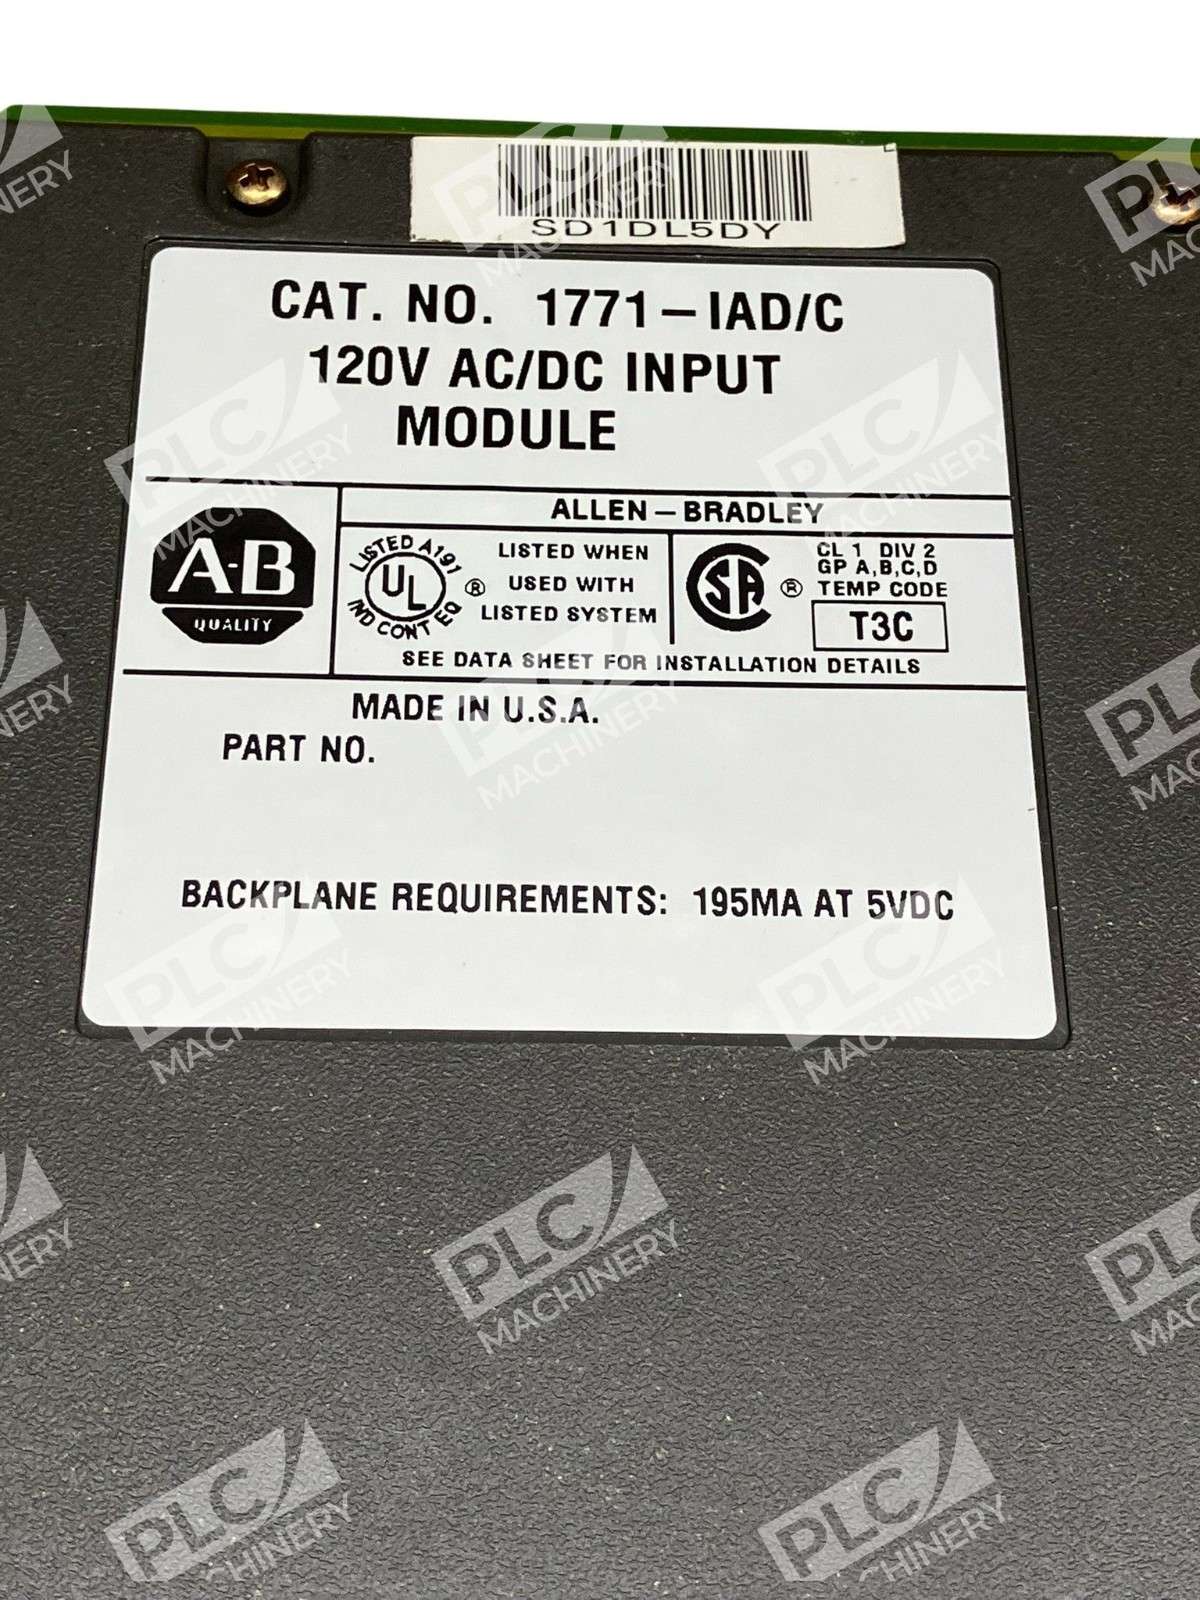 SD1DL5DY
CAT. NO. 1771-IAD/C
120V AC/DC INPUT
MODULE
ALLEN-BRADLEY
A-B
QUALITY
LISTED A191
UL
IND CONT EQ
®
LISTED WHEN
USED WITH
LISTED SYSTEM
SA
®
CL 1 DIV 2
GP A,B,C,D
TEMP CODE
T3C
SEE DATA SHEET FOR INSTALLATION DETAILS
MADE IN U.S.A.
PART NO.
BACKPLANE REQUIREMENTS: 195MA AT 5VDC
PLC
MACHINERY